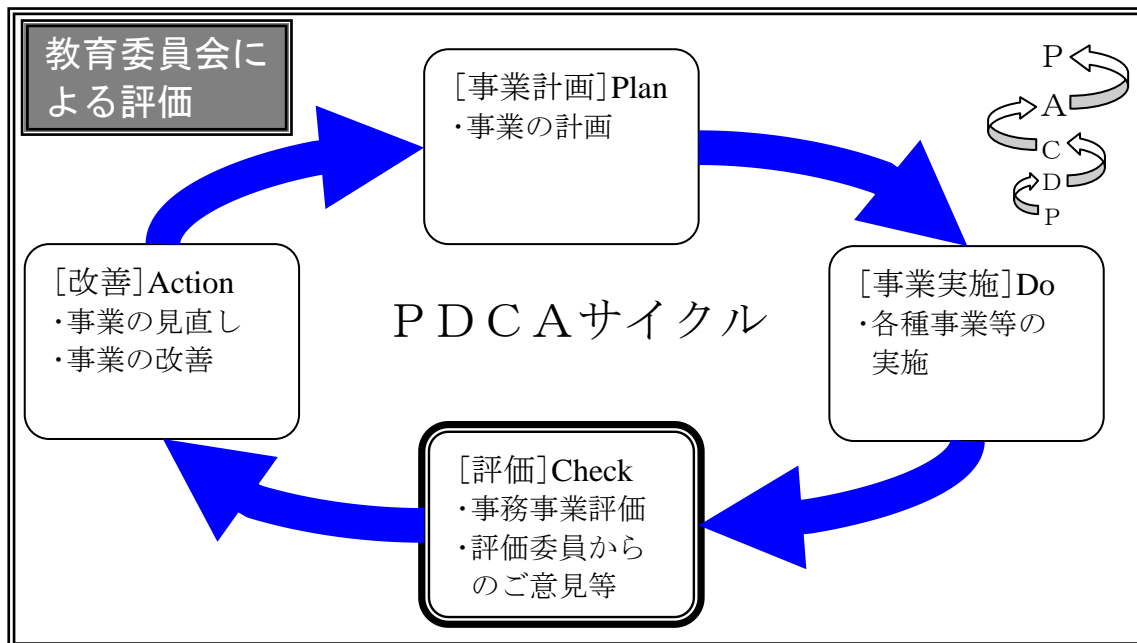 教育委員会に
よる評価
[事業計画]Plan
・事業の計画
P
A
C
D
P
[改善]Action
・事業の見直し
・事業の改善
ＰＤＣＡサイクル
[事業実施]Do
・各種事業等の
実施
[評価]Check
・事務事業評価
・評価委員から
のご意見等